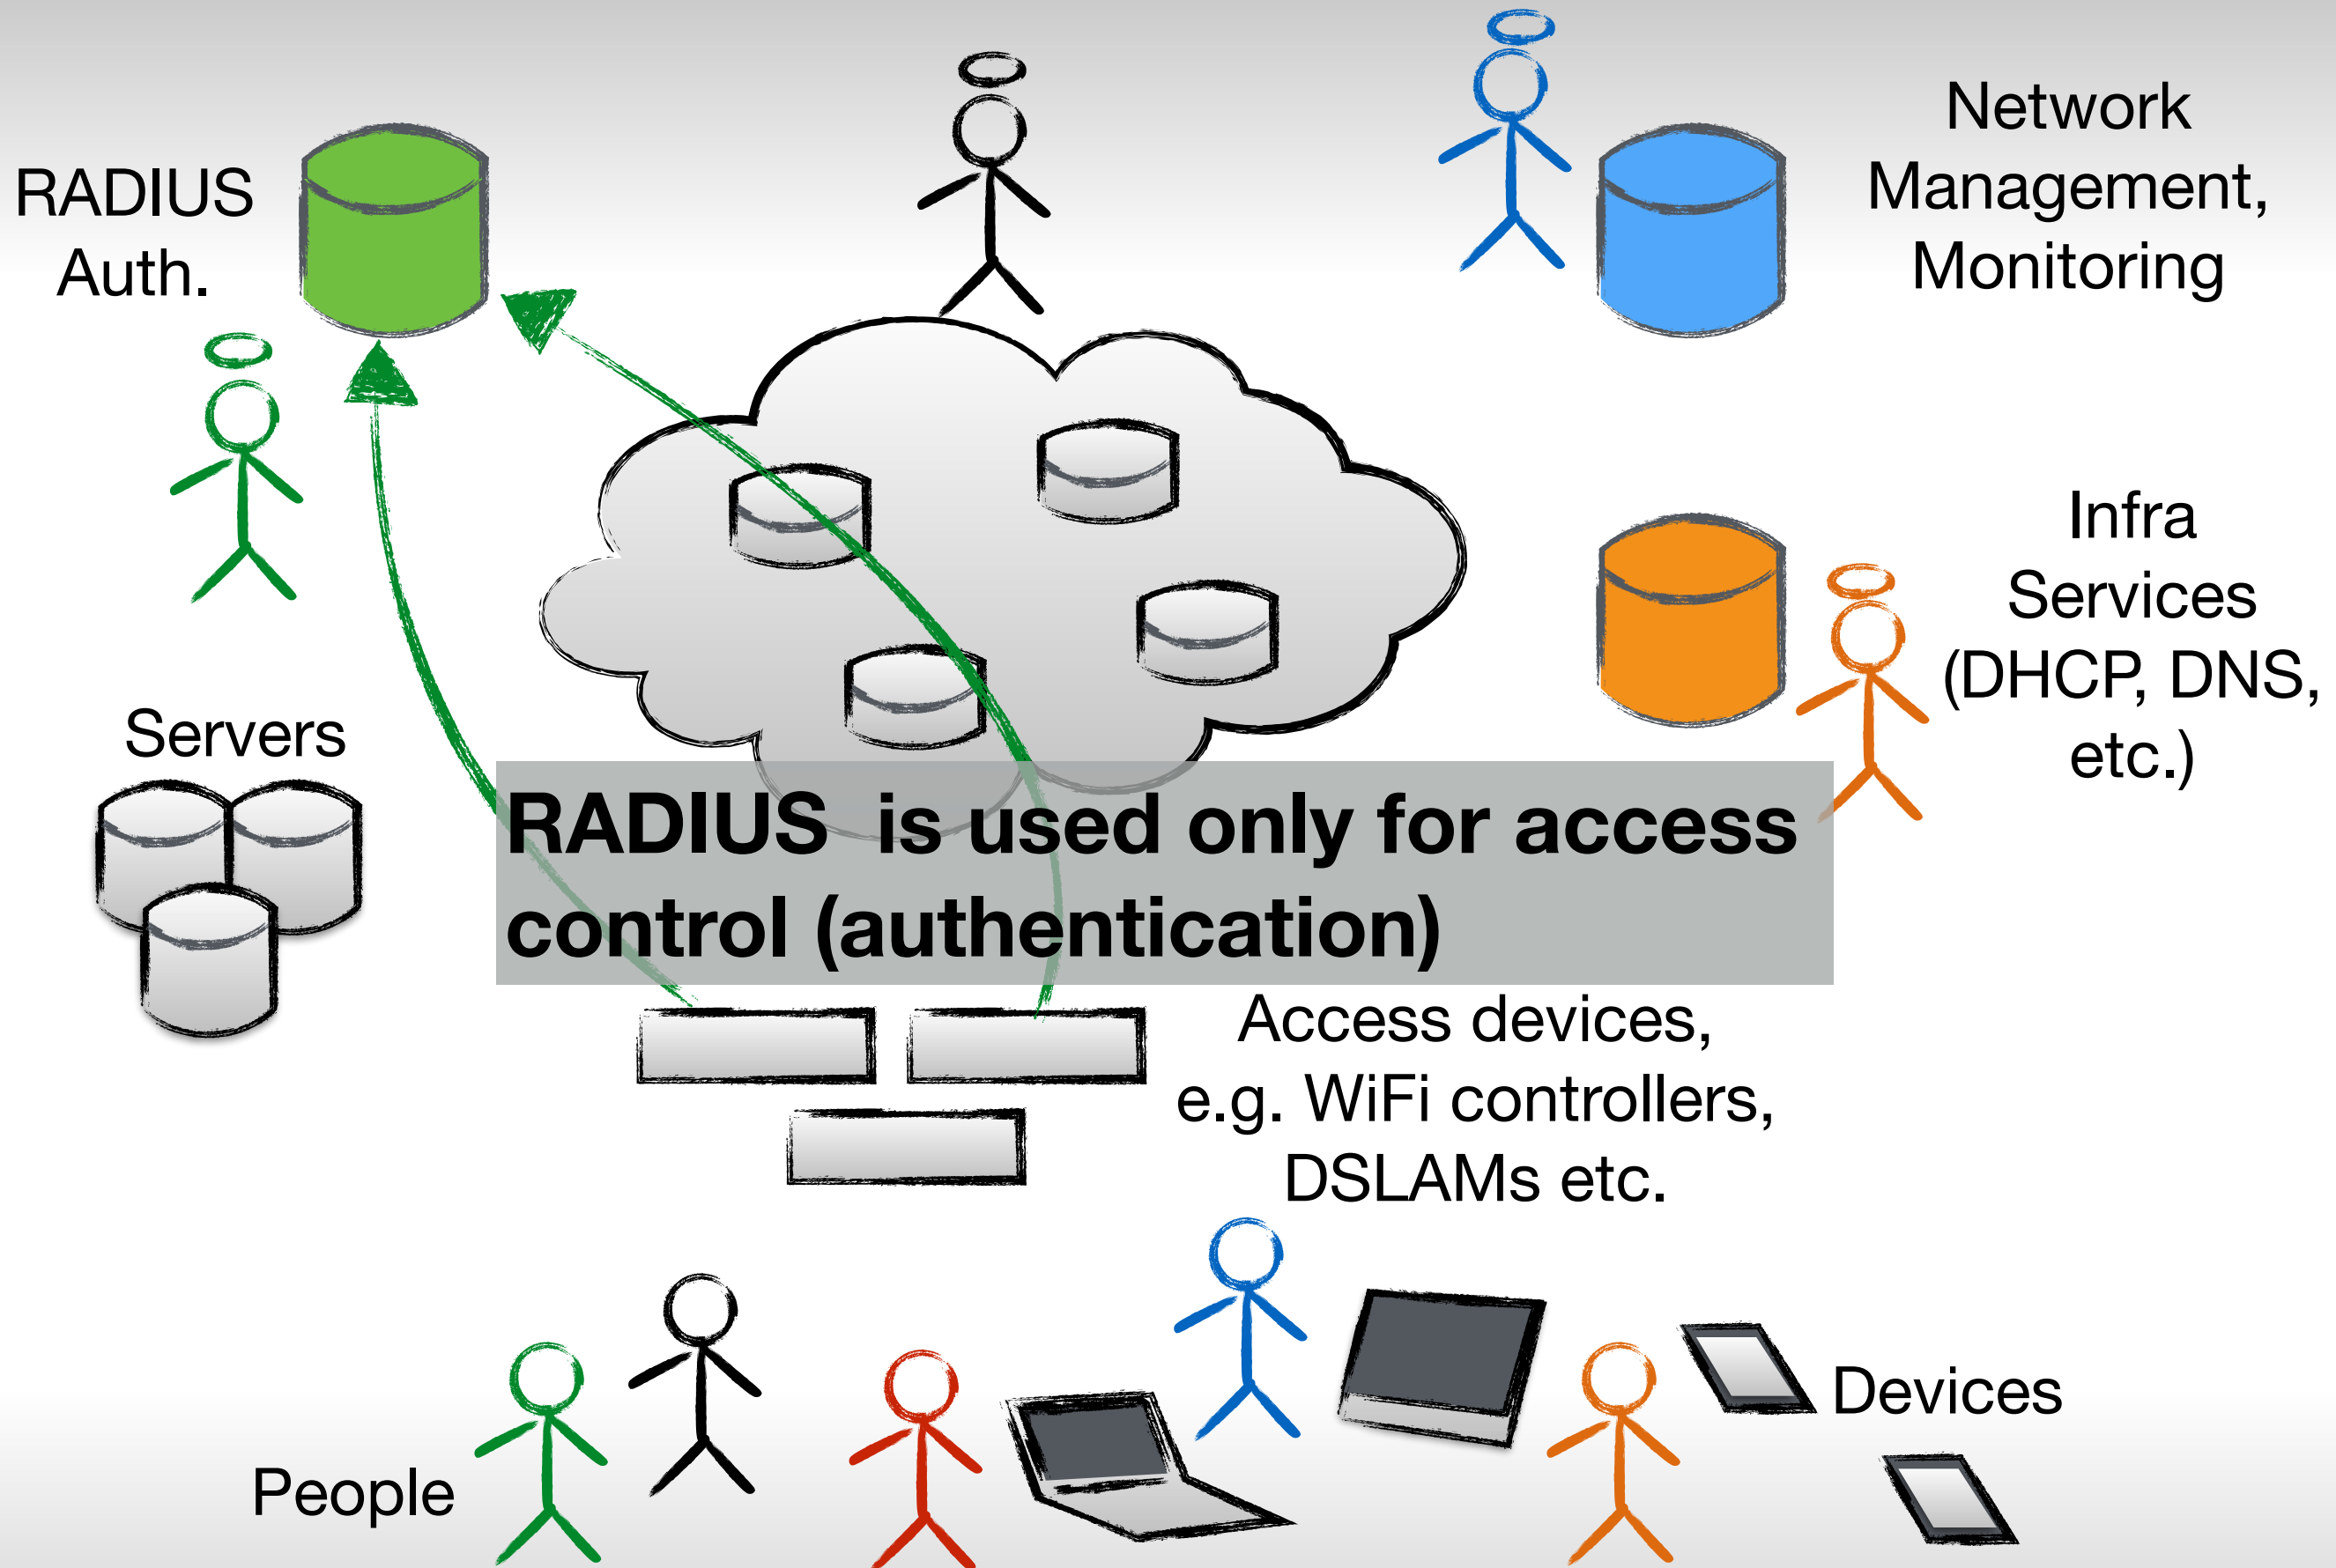 RADIUS
Auth.
Network
Management,
Monitoring
Infra
Services
(DHCP, DNS,
etc.)
Servers
RADIUS  is used only for access
control (authentication)
Access devices,
e.g. WiFi controllers,
DSLAMs etc.
Devices
People